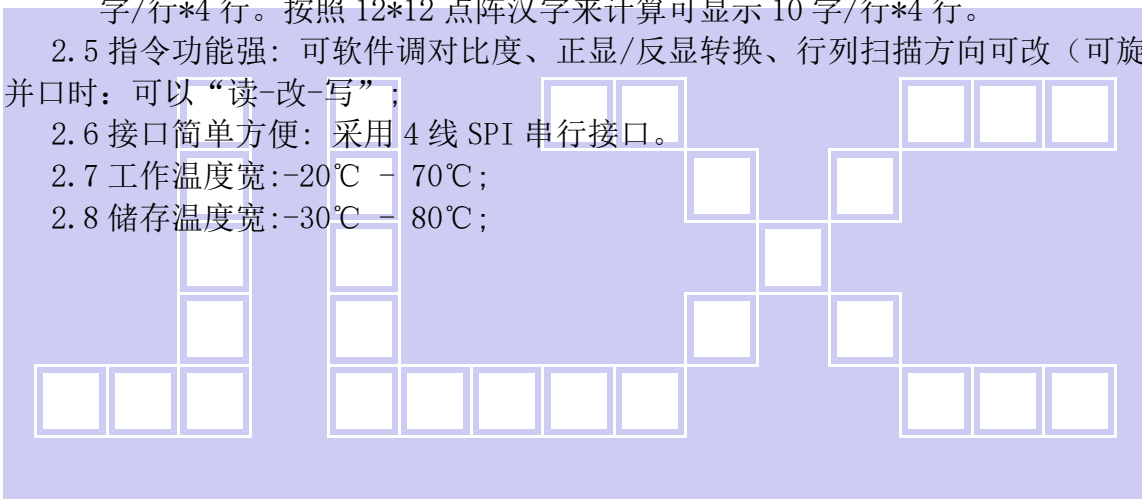 字/行*4 行。按照 12*12 点阵汉字来计算可显示 10 字/行*4 行。
2.5 指令功能强: 可软件调对比度、正显/反显转换、行列扫描方向可改（可旋
并口时: 可以“读-改-写”;
2.6 接口简单方便: 采用 4 线 SPI 串行接口。
2.7 工作温度宽:-20℃ - 70℃;
2.8 储存温度宽:-30℃ - 80℃;
JLX